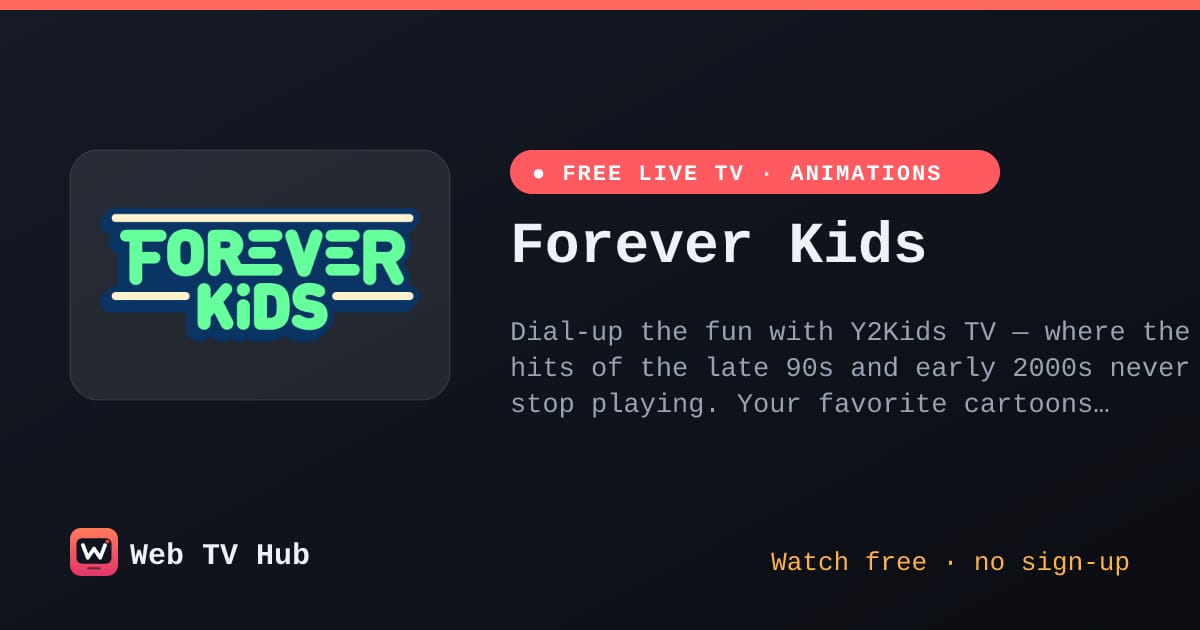 FOREVER
KiDS
• FREE LIVE TV · ANIMATIONS
Forever Kids
Dial-up the fun with Y2Kids TV — where the
hits of the late 90s and early 2000s never
stop playing. Your favorite cartoons…
W
Web TV Hub
Watch free · no sign-up